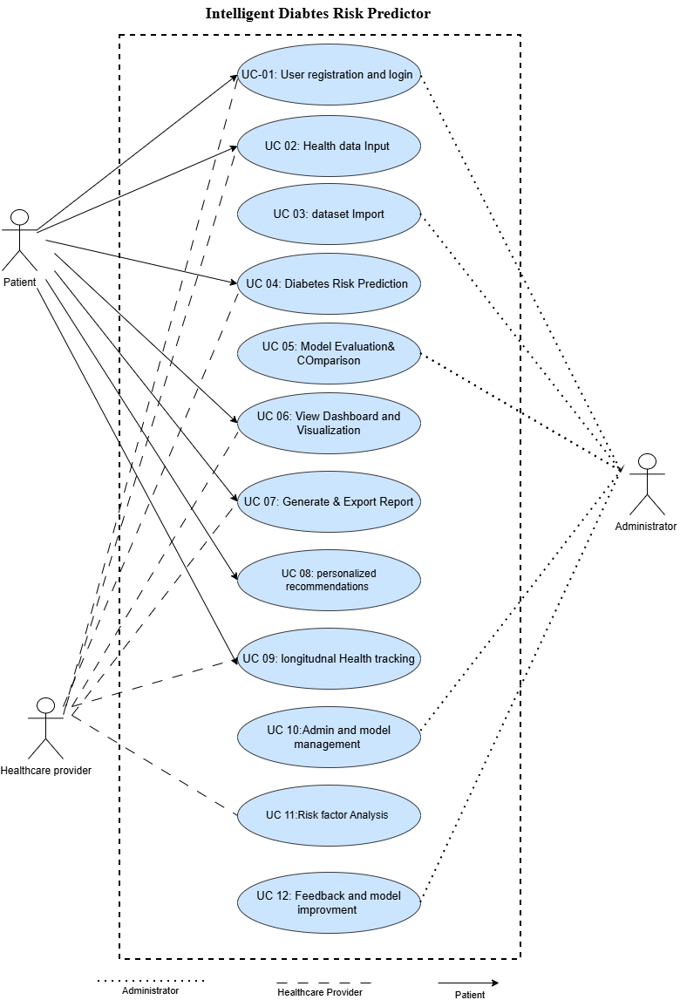 Intelligent Diabtes Risk Predictor
UC-01: User registration and login
UC 02: Health data Input
UC 03: dataset Import
Patient
UC 04: Diabetes Risk Prediction
UC 05: Model Evaluation&
COmparison
UC 06: View Dashboard and
Visualization
UC 07: Generate & Export Report
Administrator
UC 08: personalized
recommendations
UC 09: longitudnal Health tracking
UC 10:Admin and model
management
Healthcare provider
UC 11:Risk factor Analysis
UC 12: Feedback and model
improvment
Administrator
Healthcare Provider
Patient